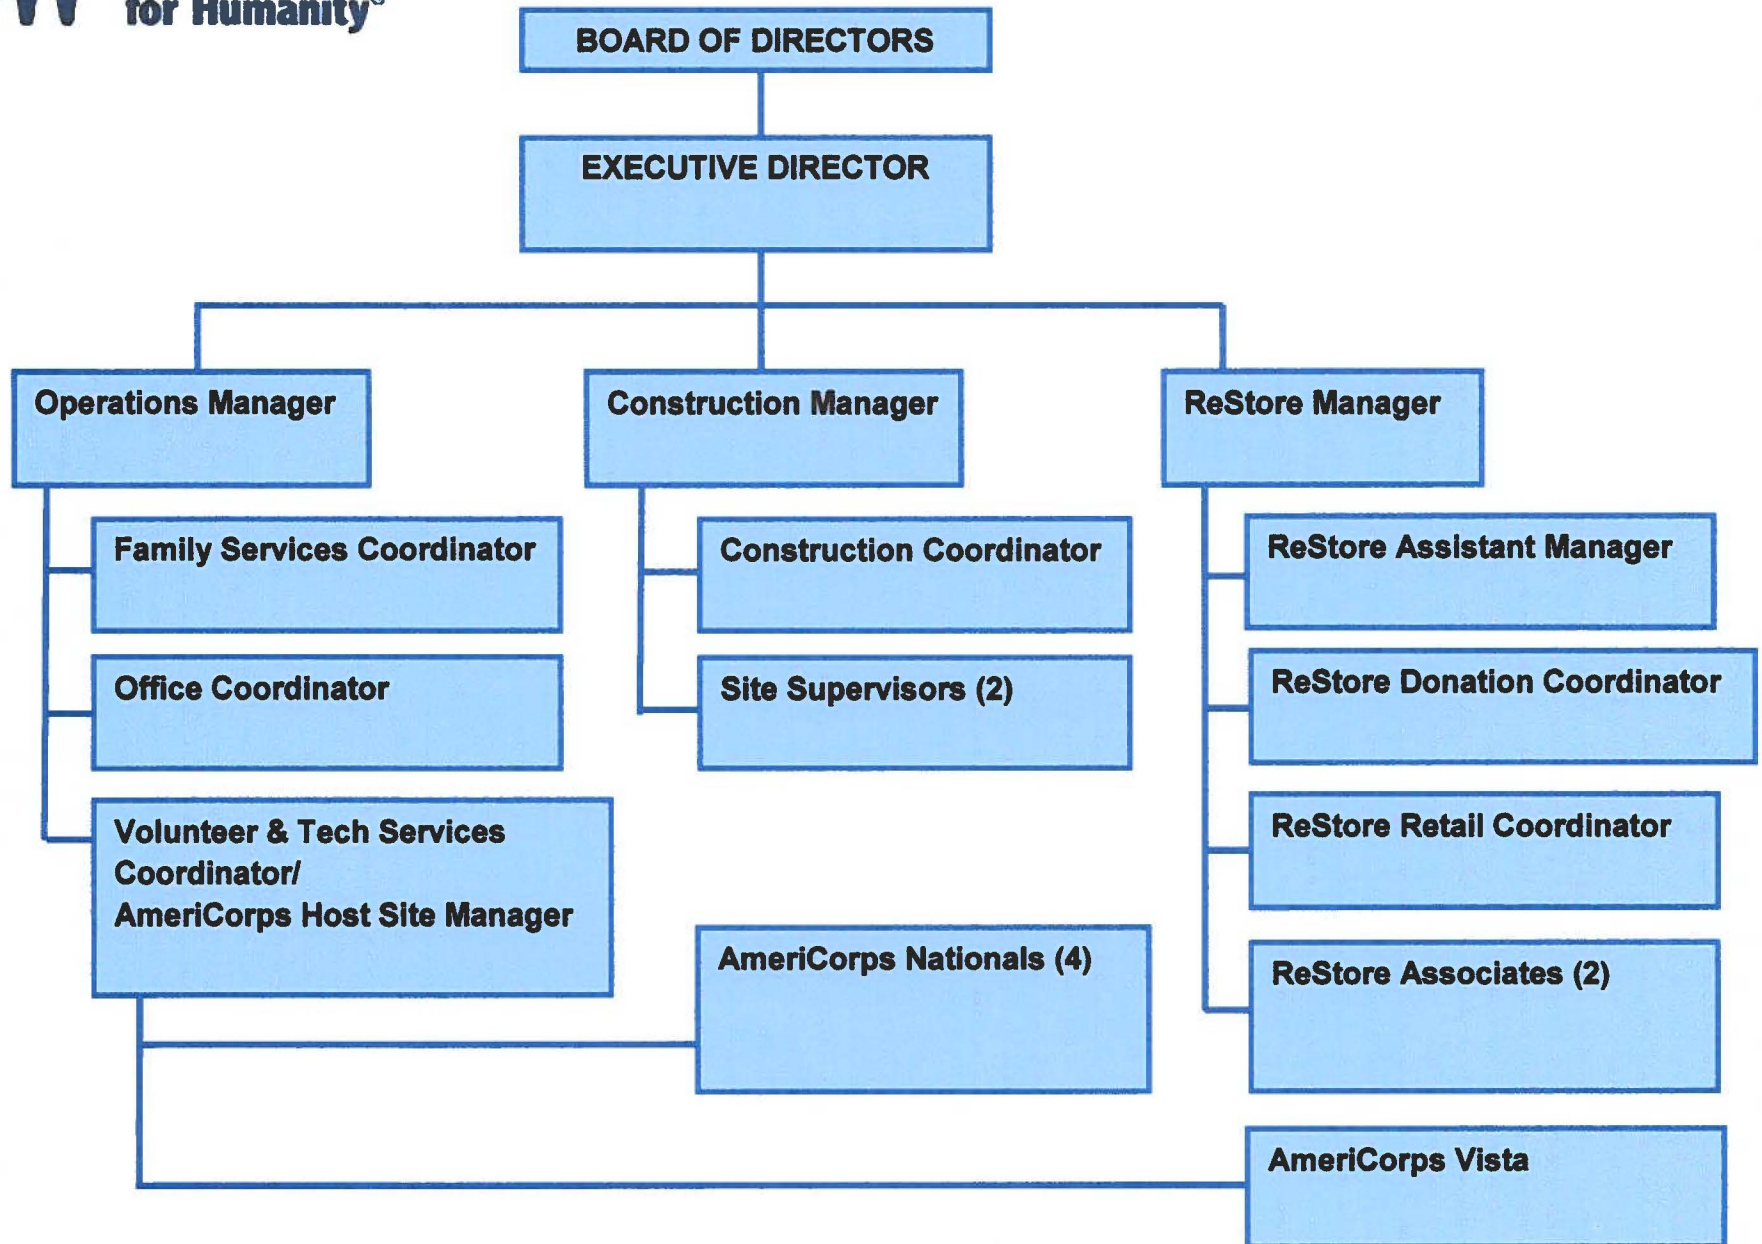 for Humanity®
BOARD OF DIRECTORS
EXECUTIVE DIRECTOR
Operations Manager
Construction Manager
ReStore Manager
Family Services Coordinator
Construction Coordinator
ReStore Assistant Manager
Office Coordinator
Site Supervisors (2)
ReStore Donation Coordinator
Volunteer & Tech Services
Coordinator/
AmeriCorps Host Site Manager
ReStore Retail Coordinator
AmeriCorps Nationals (4)
ReStore Associates (2)
AmeriCorps Vista